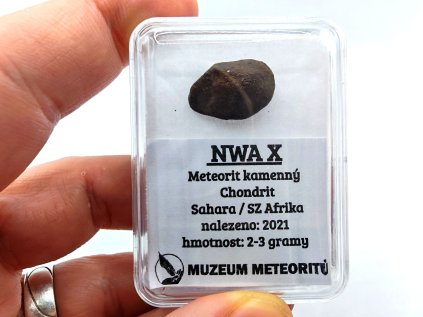 NWA X
Meteorit kamenný
Chondrit
Sahara / SZ Afrika
nalezeno: 2021
hmotnost: 2-3 gramy
MUZEUM METEORITŮ